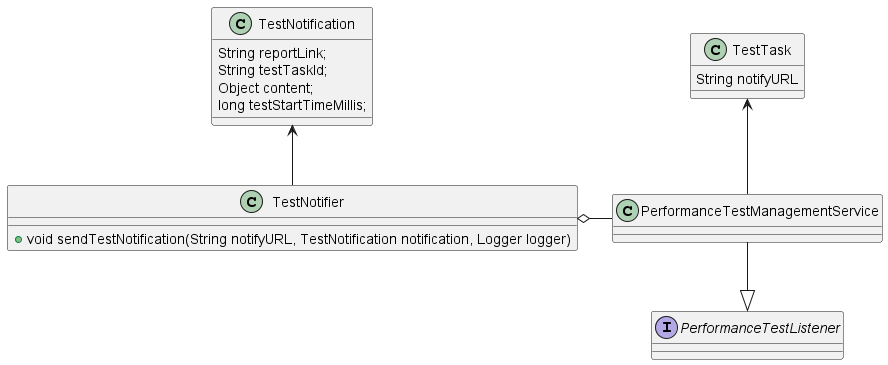 C TestNotification
String reportLink;
String testTaskId;
Object content;
long testStartTimeMillis;
C TestTask
String notifyURL
C TestNotifier
void sendTestNotification(String notifyURL, TestNotification notification, Logger logger)
C PerformanceTestManagementService
I PerformanceTestListener